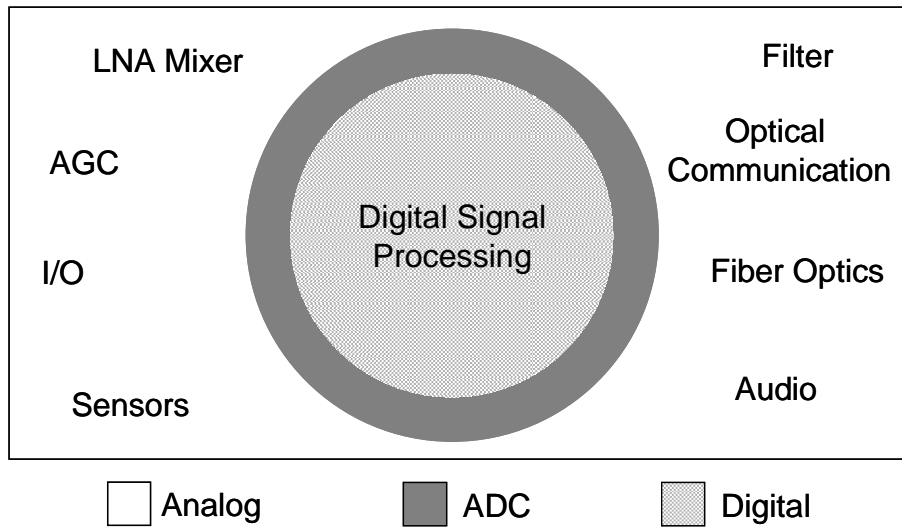 LNA Mixer
AGC
I/O
Sensors
Digital Signal
Processing
Filter
Optical
Communication
Fiber Optics
Audio
Analog
ADC
Digital